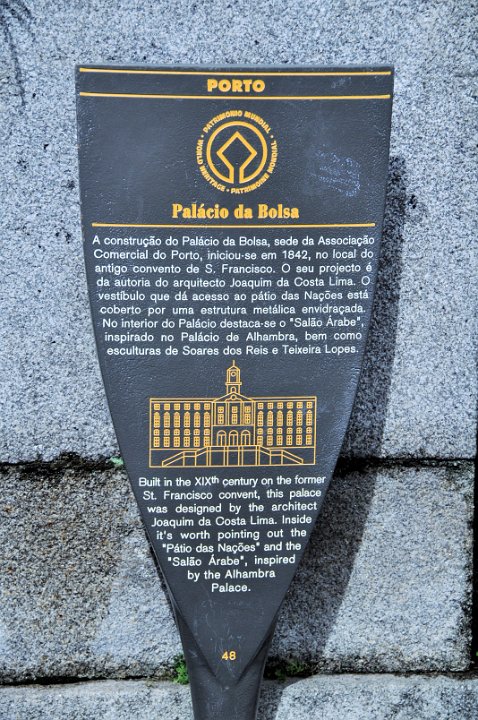 PORTO
PATRIMONIO MUNDIAL • WORLD HERITAGE • PATRIMOINE MONDIAL •
Palácio da Bolsa
A construção do Palácio da Bolsa, sede da Associação
Comercial do Porto, iniciou-se em 1842, no local do
antigo convento de S. Francisco. O seu projecto é
da autoria do arquitecto Joaquim da Costa Lima. O
vestíbulo que dá acesso ao pátio das Nações está
coberto por uma estrutura metálica envidraçada.
No interior do Palácio destaca-se o "Salão Árabe",
inspirado no Palácio de Alhambra, bem como
esculturas de Soares dos Reis e Teixeira Lopes.
Built in the XIXth century on the former
St. Francisco convent, this palace
was designed by the architect
Joaquim da Costa Lima. Inside
it's worth pointing out the
"Pátio das Nações" and the
"Salão Árabe", inspired
by the Alhambra
Palace.
48